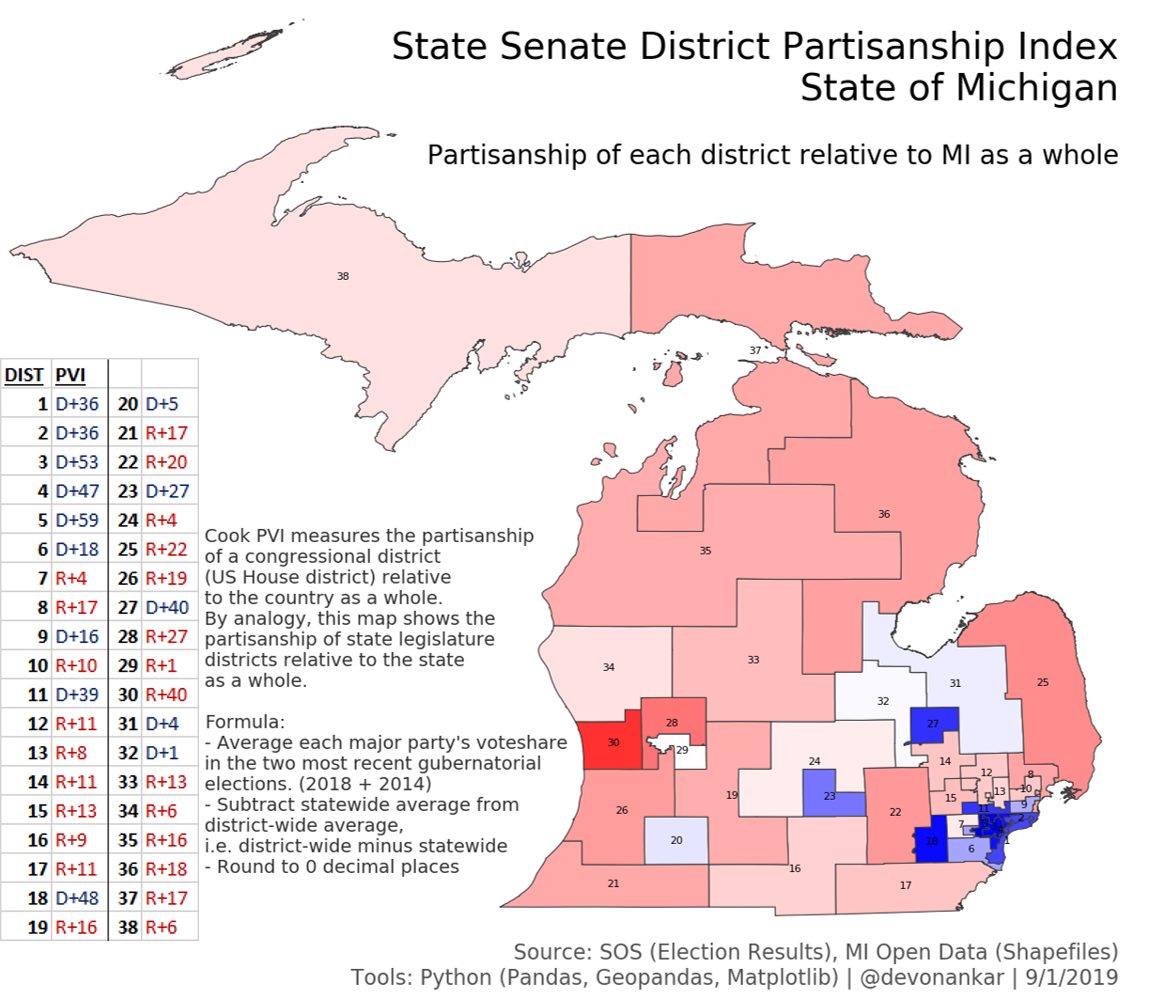 State Senate District Partisanship Index
State of Michigan
Partisanship of each district relative to MI as a whole
38
37
DIST PVI
1 D+36 20 D+5
2 D+36 21 R+17
3 D+53 22 R+20
4 D+47 23 D+27
5 D+59 24 R+4
6 D+18 25 R+22
7 R+4 26 R+19
8 R+17 27 D+40
9 D+16 28 R+27
10 R+10 29 R+1
11 D+39 30 R+40
12 R+11 31 D+4
13 R+8 32 D+1
14 R+11 33 R+13
15 R+13 34 R+6
16 R+9 35 R+16
17 R+11 36 R+18
18 D+48 37 R+17
19 R+16 38 R+6
Cook PVI measures the partisanship
of a congressional district
(US House district) relative
to the country as a whole.
By analogy, this map shows the
partisanship of state legislature
districts relative to the state
as a whole.
Formula:
- Average each major party's voteshare
in the two most recent gubernatorial
elections. (2018 + 2014)
- Subtract statewide average from
district-wide average,
i.e. district-wide minus statewide
- Round to 0 decimal places
36
35
34
33
25
31
32
28
27
30
29
24
14
12
8
13
10
26
19
23
15
9
11
22
2
7
20
18
6
1
16
21
17
Source: SOS (Election Results), MI Open Data (Shapefiles)
Tools: Python (Pandas, Geopandas, Matplotlib) | @devonankar | 9/1/2019